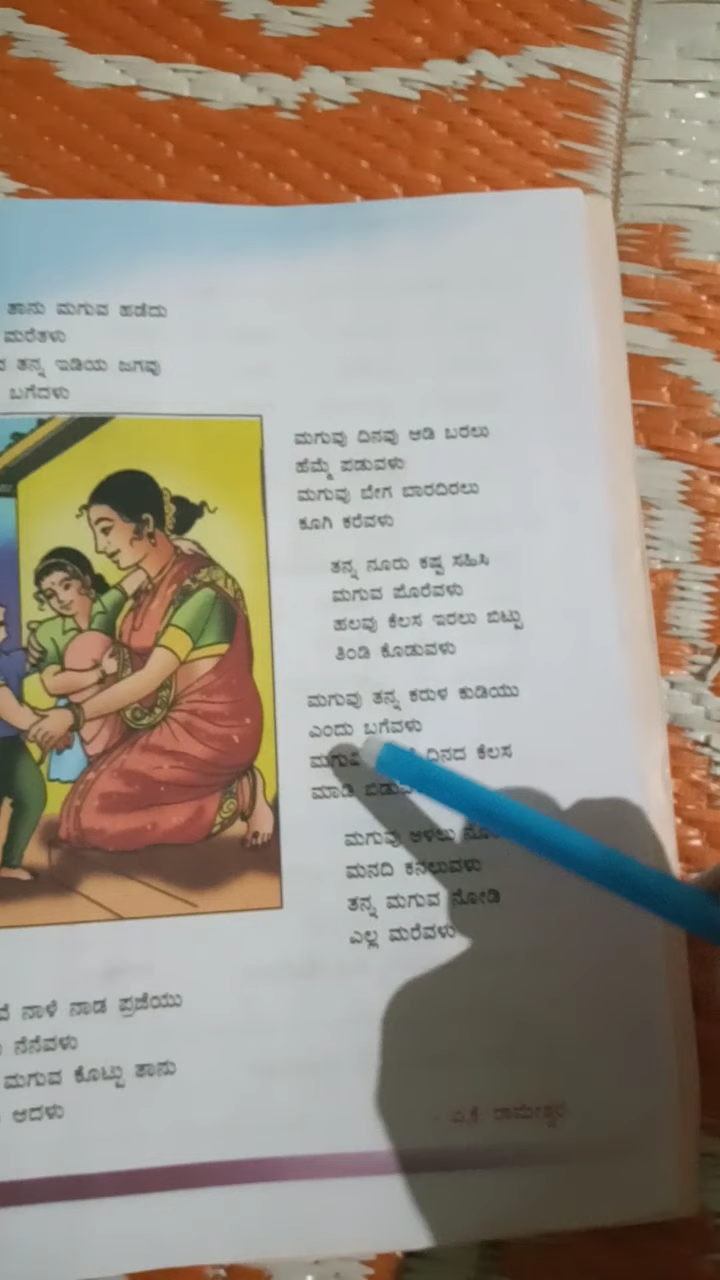 ತಾನು ಮಗುವ ಹಡೆದು
ಮರೆತಳು
ತನ್ನ ಇಡಿಯ ಜಗವು
ಬಗೆದಳು
ಮಗುವು ದಿನವು ಆಡಿ ಬರಲು
ಹೆಮ್ಮೆ ಪಡುವಳು
ಮಗುವು ಬೇಗ ಬಾರದಿರಲು
ಕೂಗಿ ಕರೆವಳು
ತನ್ನ ನೂರು ಕಷ್ಟ ಸಹಿಸಿ
ಮಗುವ ಪೊರೆವಳು
ಹಲವು ಕೆಲಸ ಇರಲು ಬಿಟ್ಟು
ತಿಂಡಿ ಕೊಡುವಳು
ಮಗುವು ತನ್ನ ಕರುಳ ಕುಡಿಯು
ಎಂದು ಬಗೆವಳು
ದಿನದ ಕೆಲಸ
ಮಾಡಿ
ಮಗುವು ಅಳಲು
ಮನದಿ ಕನಲುವಳು
ತನ್ನ ಮಗುವ ನೋಡಿ
ಎಲ್ಲ ಮರೆವಳು
ನಾಳೆ ನಾಡ ಪ್ರಜೆಯು
ನೆನೆವಳು
ಮಗುವ ಕೊಟ್ಟು ತಾನು
ಆದಳು
ಎ.ಕೆ. ರಾಮೇಶ್ವರ